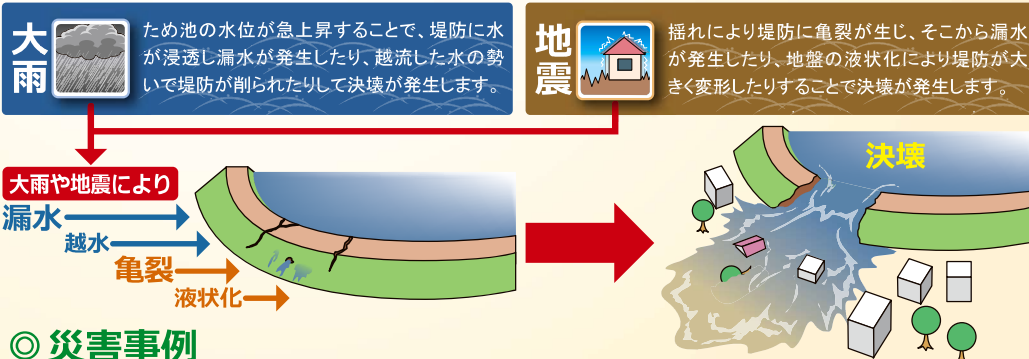 大雨
ため池の水位が急上昇することで、堤防に水
が浸透し漏水が発生したり、越流した水の勢
いで堤防が削られたりして決壊が発生します。
地震
揺れにより堤防に亀裂が生じ、そこから漏水
が発生したり、地盤の液状化により堤防が大
きく変形したりすることで決壊が発生します。
大雨や地震により
漏水
越水
亀裂
液状化
決壊
◎ 災害事例